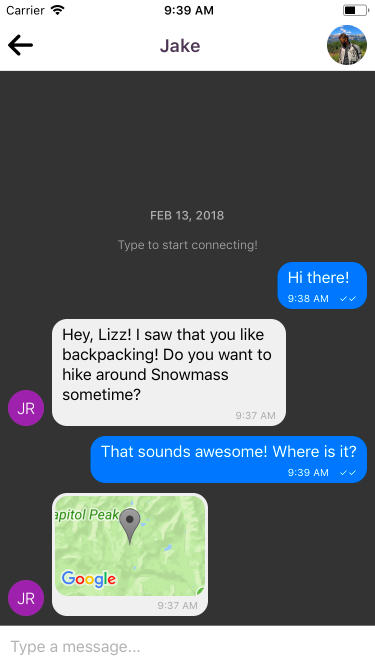 Carrier 9:39 AM
Jake
FEB 13, 2018
Type to start connecting!
Hi there!
9:38 AM ✓✓
Hey, Lizz! I saw that you like
backpacking! Do you want to
hike around Snowmass
sometime?
9:37 AM
JR
That sounds awesome! Where is it?
9:39 AM ✓✓
apitol Peak
Google
9:37 AM
JR
Type a message...